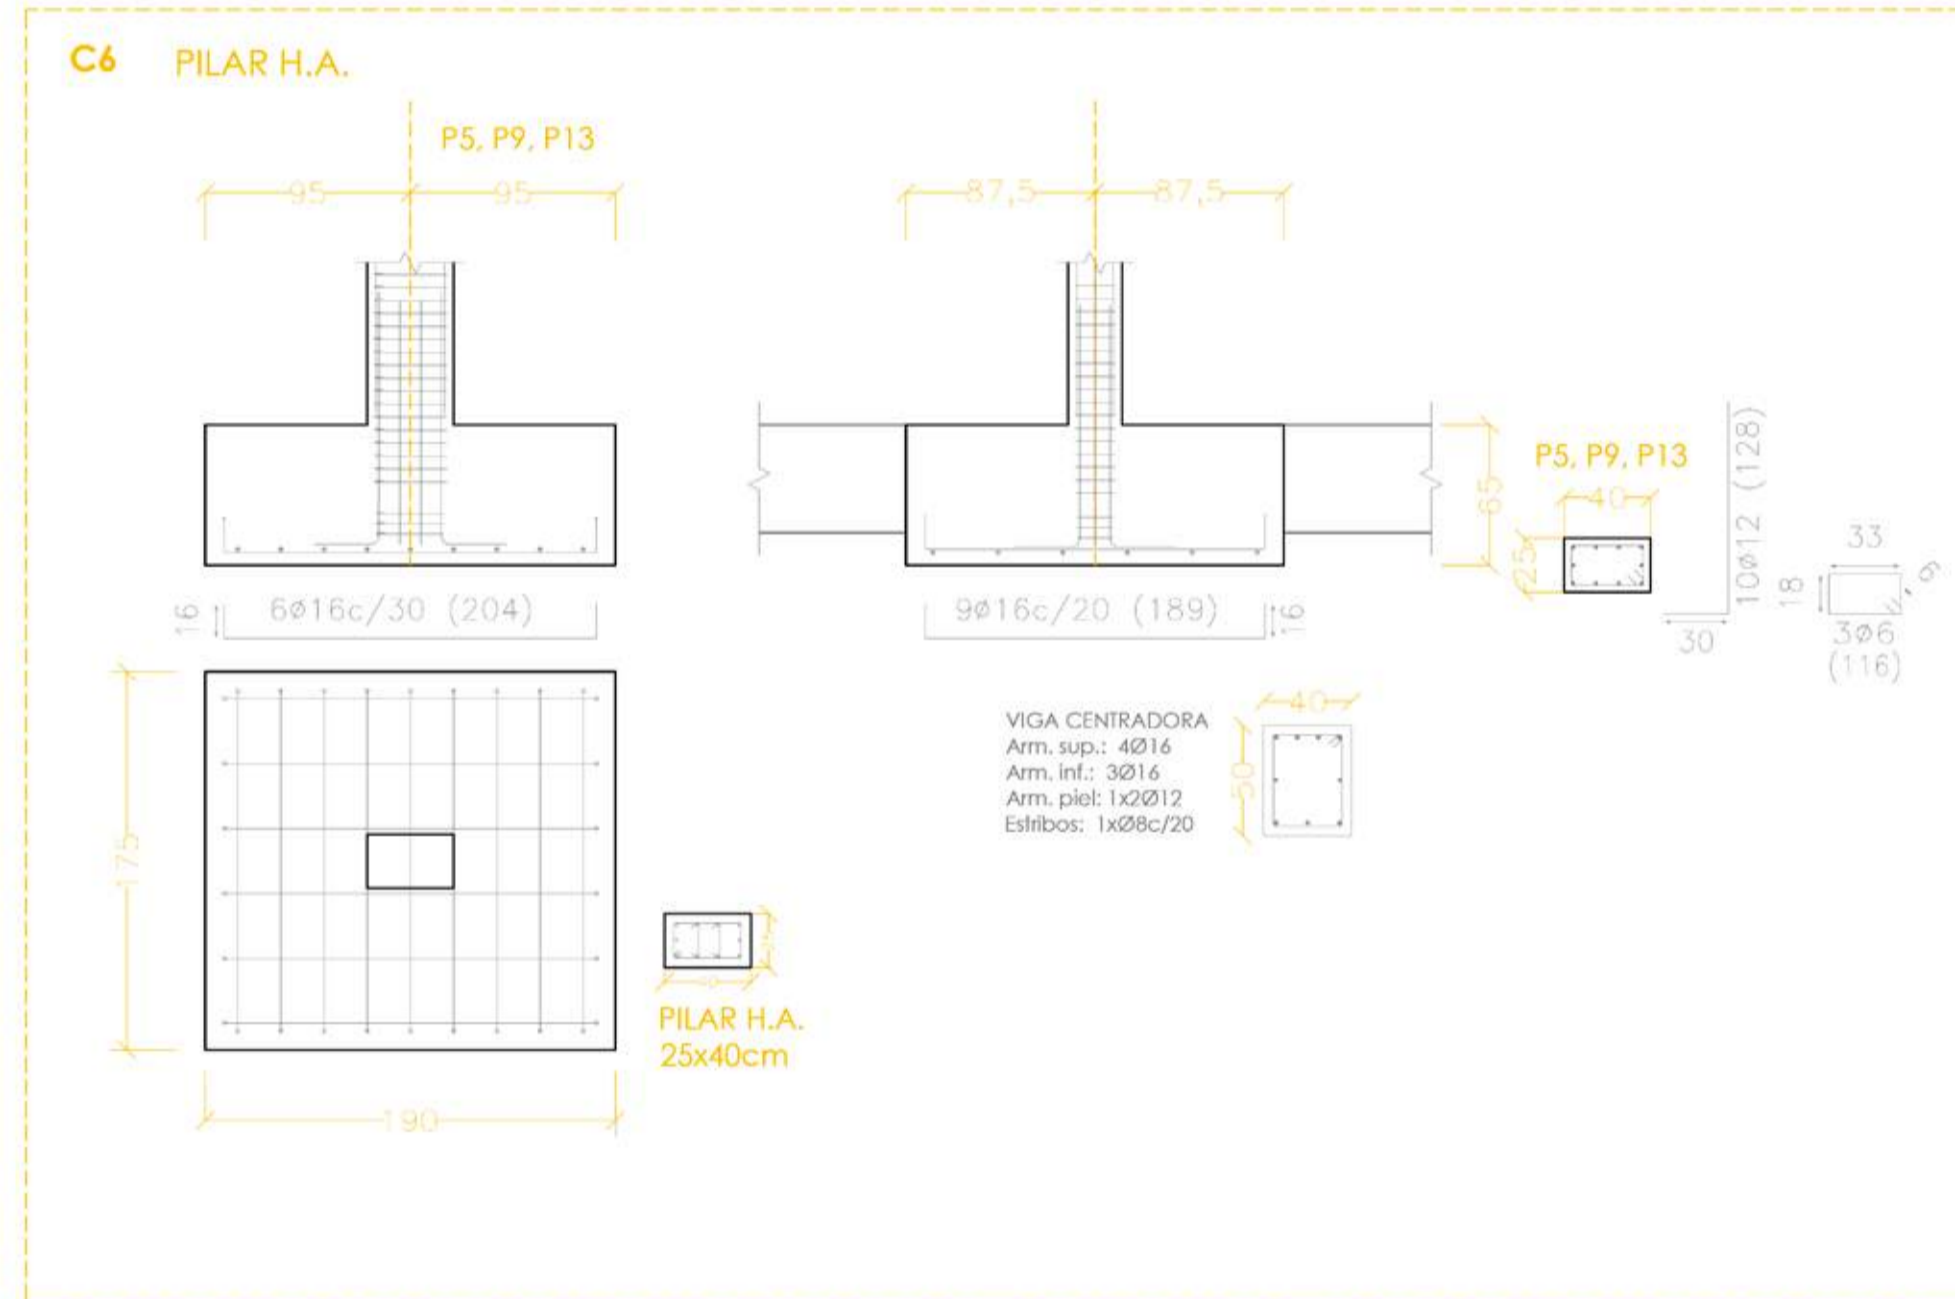 C6 PILAR H.A.
P5, P9, P13
95 95
87,5 87,5
65
P5, P9, P13
40
25
10ø12 (128)
30
33
18
6
3ø6
(116)
16
6ø16c/30 (204)
9ø16c/20 (189)
16
175
190
PILAR H.A.
25x40cm
VIGA CENTRADORA
Arm. sup.: 4Ø16
Arm. inf.: 3Ø16
Arm. piel: 1x2Ø12
Estribos: 1xØ8c/20
40
50